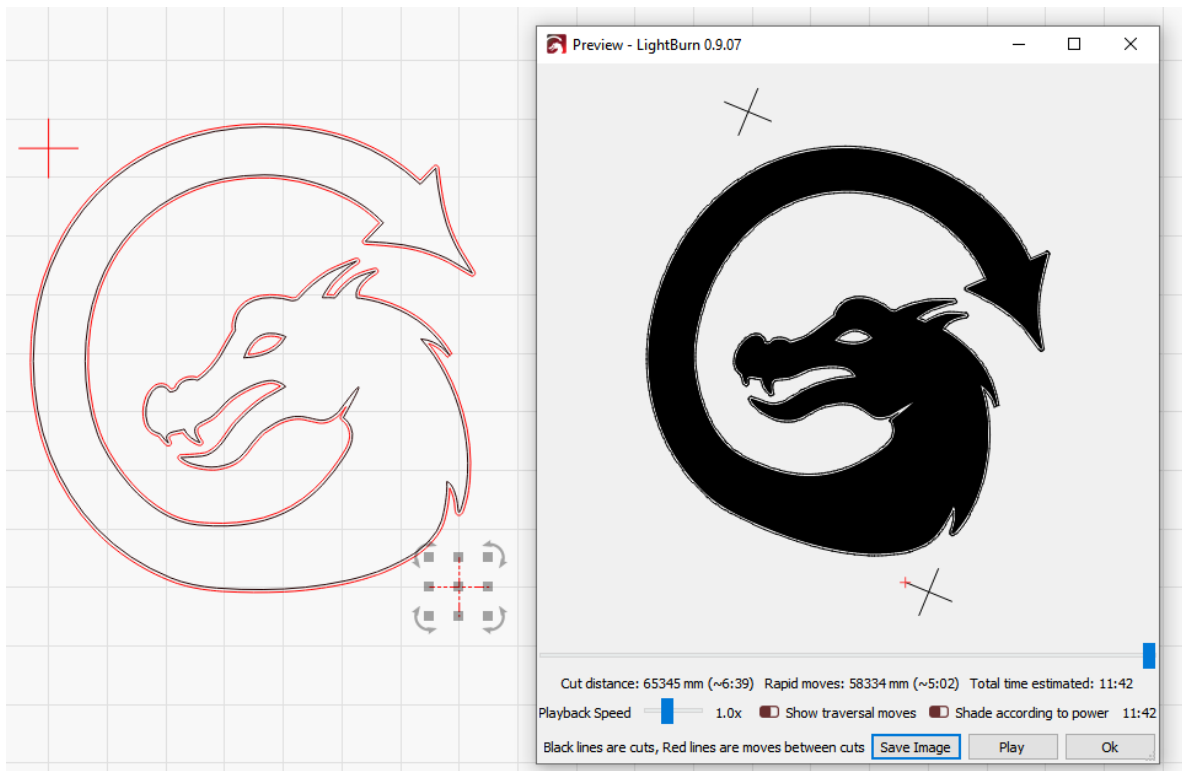 Preview - LightBurn 0.9.07
Cut distance: 65345 mm (~6:39) Rapid moves: 58334 mm (~5:02) Total time estimated: 11:42
Playback Speed 1.0x Show traversal moves Shade according to power 11:42
Black lines are cuts, Red lines are moves between cuts Save Image Play Ok